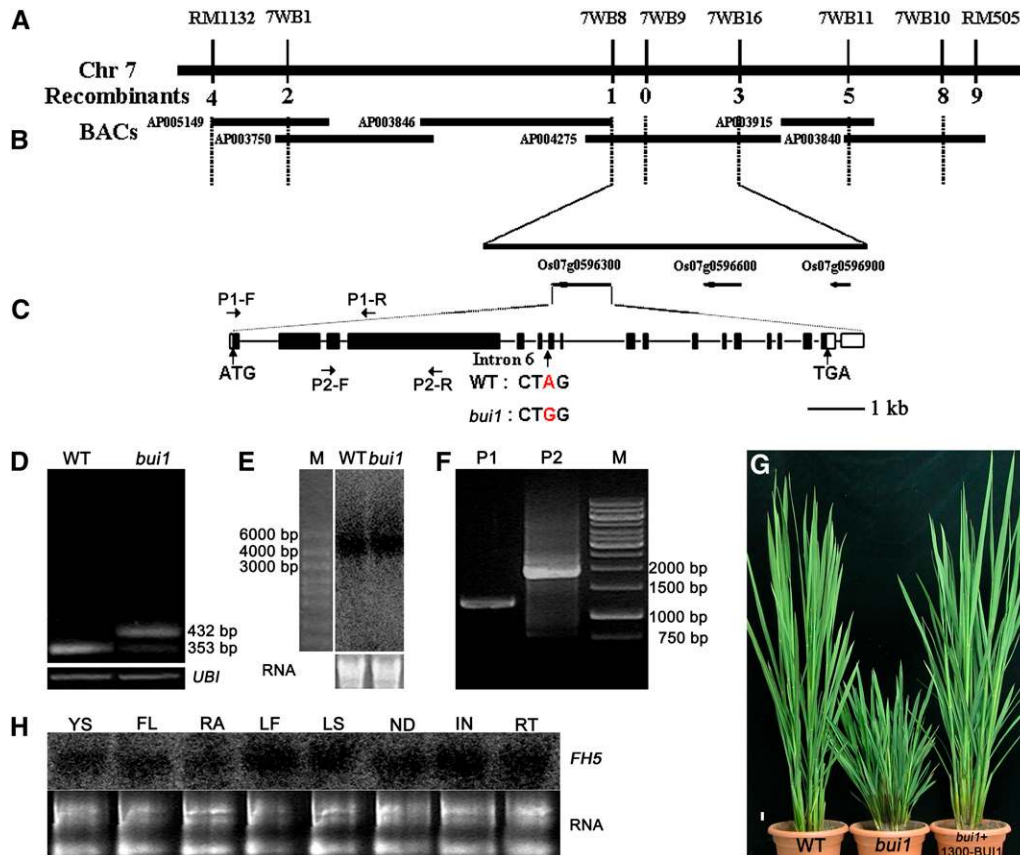 A
RM1132 7WB1 7WB8 7WB9 7WB16 7WB11 7WB10 RM505
Chr 7
Recombinants 4 2 1 0 3 5 8 9
B
BACs
AP005149 AP003846 AP003915
AP003750 AP004275 AP003840
Os07g0596300 Os07g0596600 Os07g0596900
C
P1-F P1-R
ATG P2-F P2-R Intron 6 TGA
WT : CTAG
bui1 : CTGG
1 kb
D
WT bui1
432 bp
353 bp
UBI
E
M WT bui1
6000 bp
4000 bp
3000 bp
RNA
F
P1 P2 M
2000 bp
1500 bp
1000 bp
750 bp
G
WT bui1 bui1+
1300-BUI1
H
YS FL RA LF LS ND IN RT
FH5
RNA